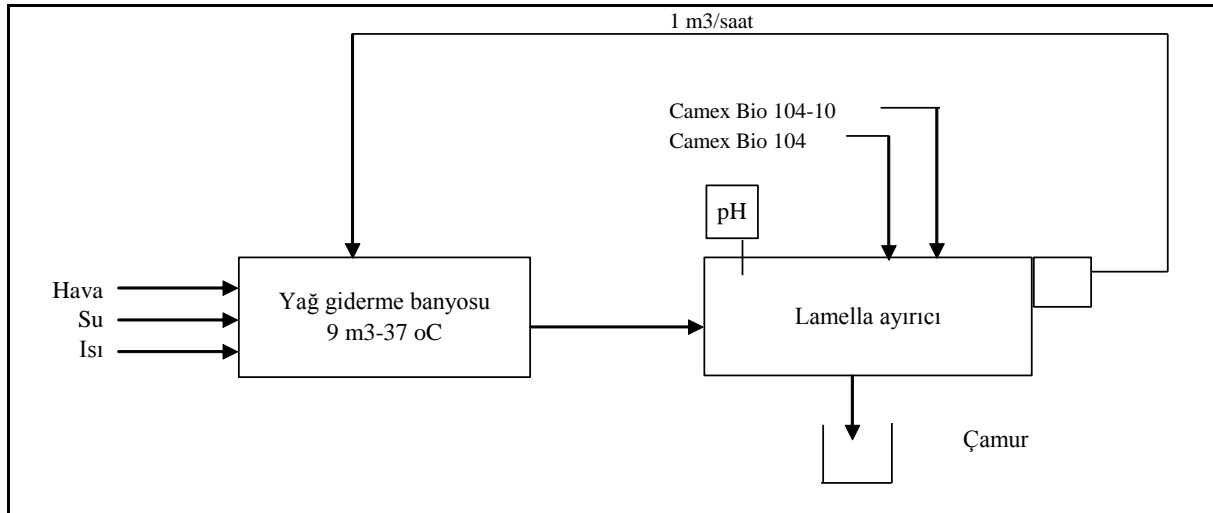 1 m3/saat
Camex Bio 104-10
Camex Bio 104
pH
Hava
Su
Isı
Yağ giderme banyosu
9 m3-37 oC
Lamella ayırıcı
Çamur